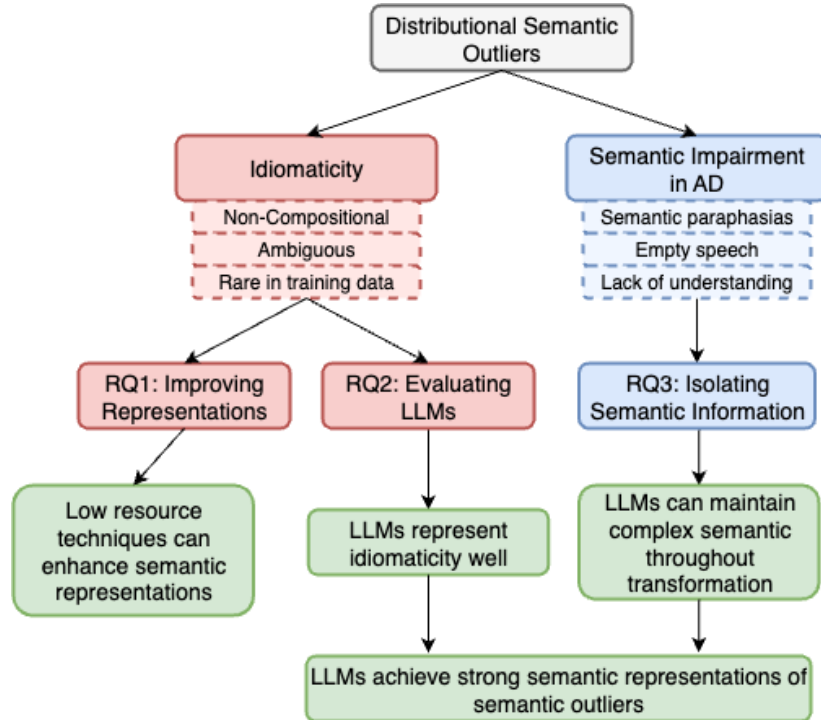 Distributional Semantic
Outliers
Idiomaticity
Non-Compositional
Ambiguous
Rare in training data
Semantic Impairment
in AD
Semantic paraphasias
Empty speech
Lack of understanding
RQ1: Improving
Representations
RQ2: Evaluating
LLMs
RQ3: Isolating
Semantic Information
Low resource
techniques can
enhance semantic
representations
LLMs represent
idiomaticity well
LLMs can maintain
complex semantic
throughout
transformation
LLMs achieve strong semantic representations of
semantic outliers